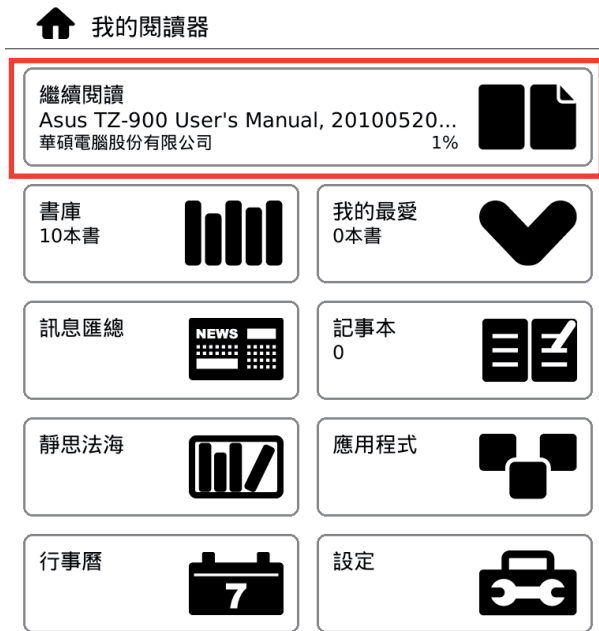 我的閱讀器
繼續閱讀
Asus TZ-900 User's Manual, 20100520...
華碩電腦股份有限公司 1%
書庫
10本書
我的最愛
0本書
訊息匯總
NEWS
記事本
0
靜思法海
應用程式
行事曆
7
設定